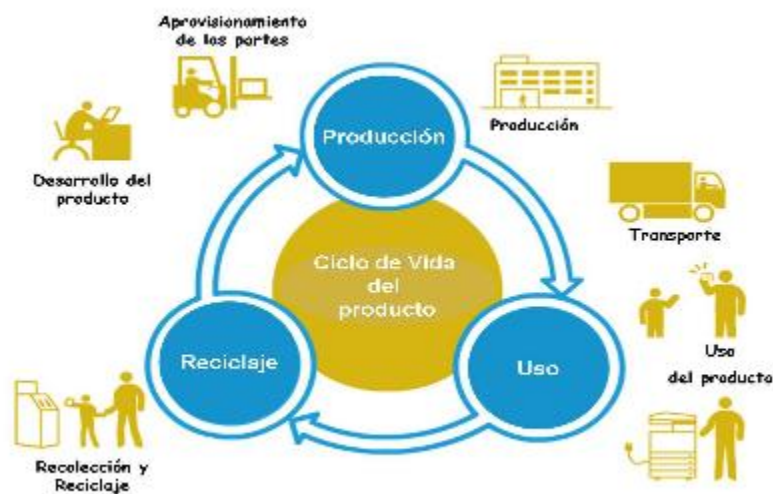 Aprovisionamiento
de las partes
Producción
Producción
Desarrollo del
producto
Transporte
Ciclo de Vida
del
producto
Reciclaje
Uso
Uso
del producto
Recolección y
Reciclaje